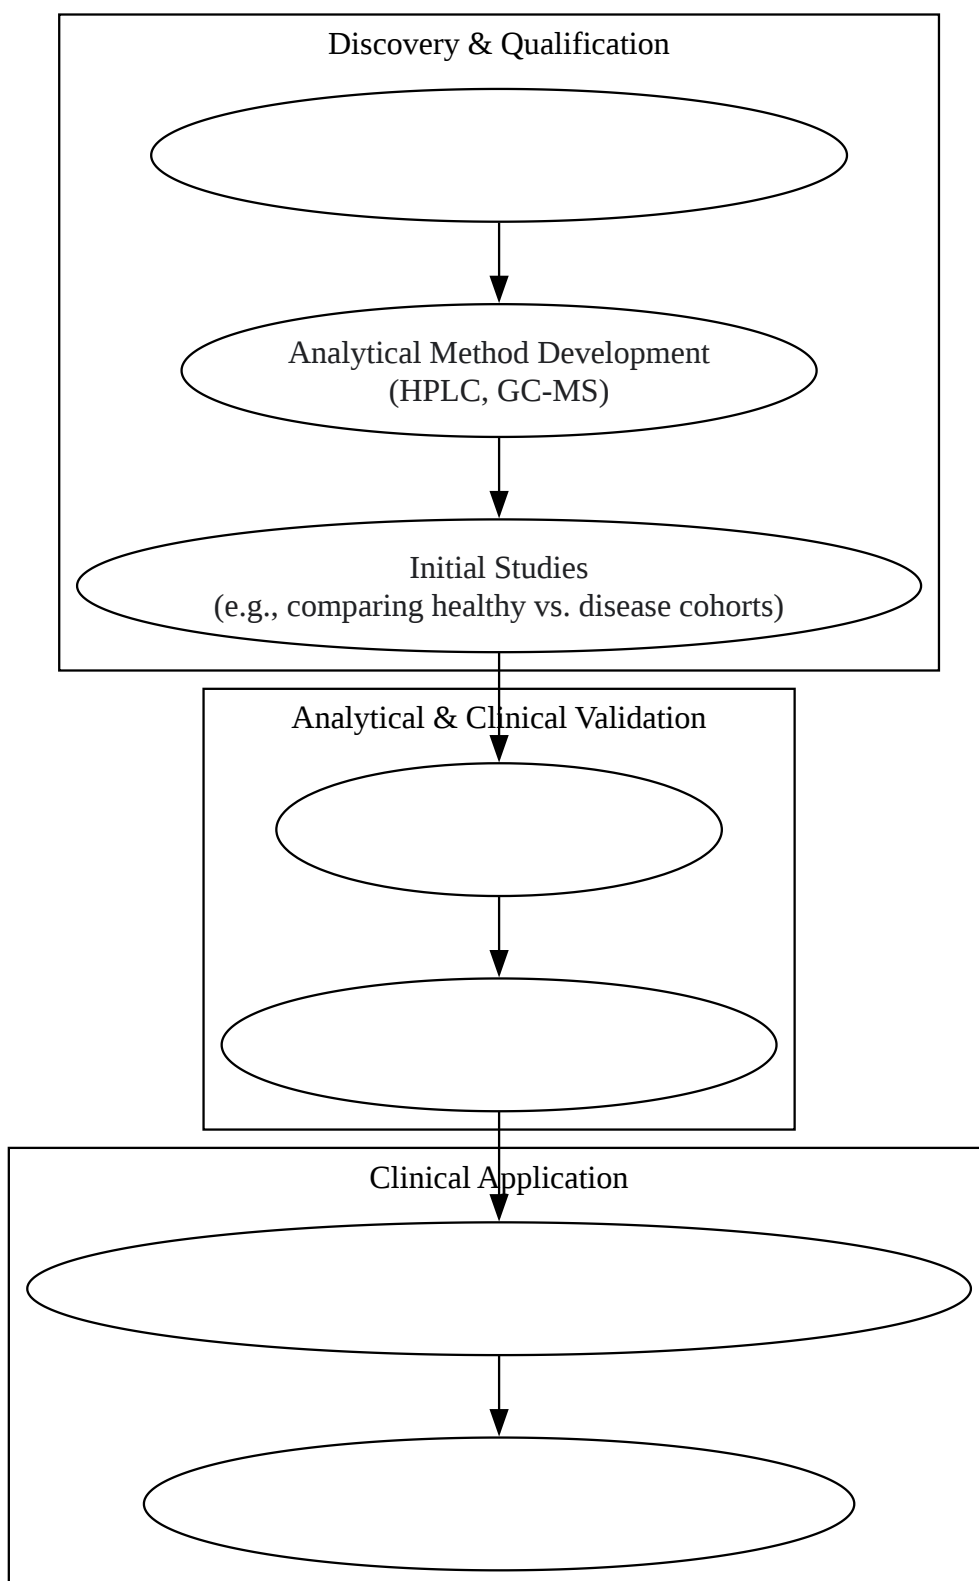 Discovery & Qualification
Analytical Method Development
(HPLC, GC-MS)
Initial Studies
(e.g., comparing healthy vs. disease cohorts)
Analytical & Clinical Validation
Clinical Application